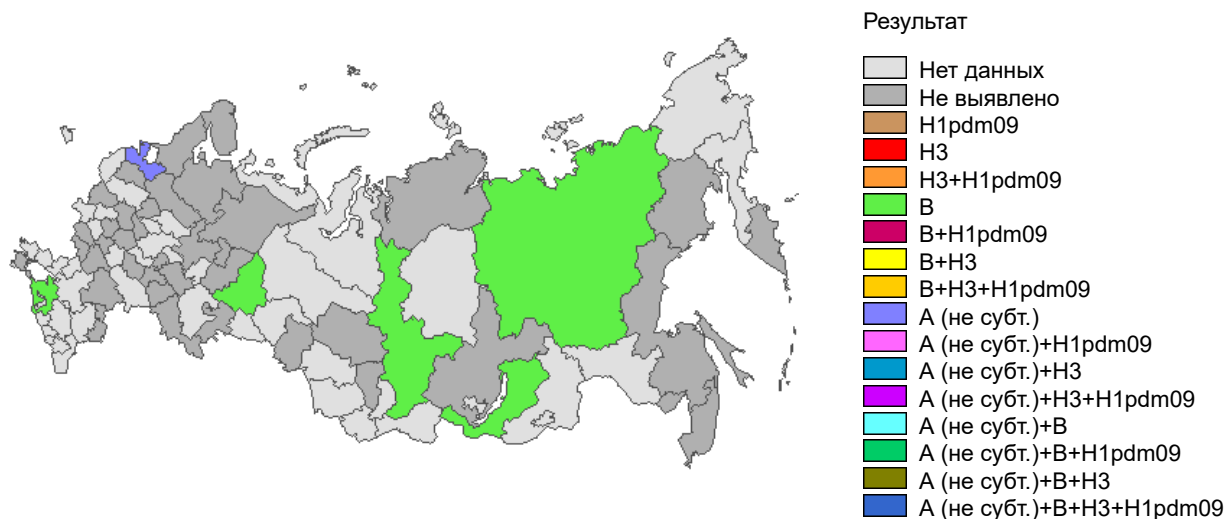 Результат
Нет данных
Не выявлено
H1pdm09
H3
H3+H1pdm09
B
B+H1pdm09
B+H3
B+H3+H1pdm09
A (не субт.)
A (не субт.)+H1pdm09
A (не субт.)+H3
A (не субт.)+H3+H1pdm09
A (не субт.)+B
A (не субт.)+B+H1pdm09
A (не субт.)+B+H3
A (не субт.)+B+H3+H1pdm09